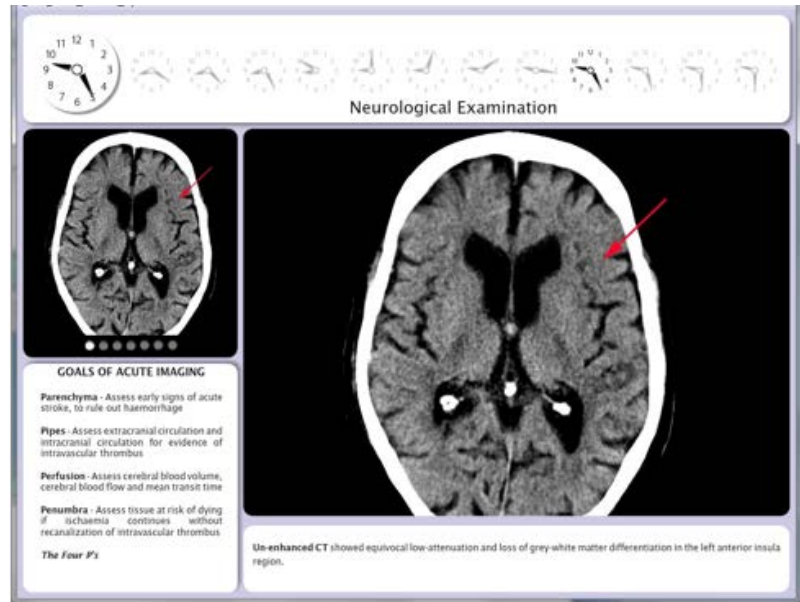 11 12 1
10 2
9 3
8 4
7 6 5
Neurological Examination
GOALS OF ACUTE IMAGING
Parenchyma - Assess early signs of acute
stroke, to rule out haemorrhage
Pipes - Assess extracranial circulation and
intracranial circulation for evidence of
intravascular thrombus
Perfusion - Assess cerebral blood volume,
cerebral blood flow and mean transit time
Penumbra - Assess tissue at risk of dying
if ischaemia continues without
recanalization of intravascular thrombus
The Four P's
Un-enhanced CT showed equivocal low-attenuation and loss of grey-white matter differentiation in the left anterior insula
region.